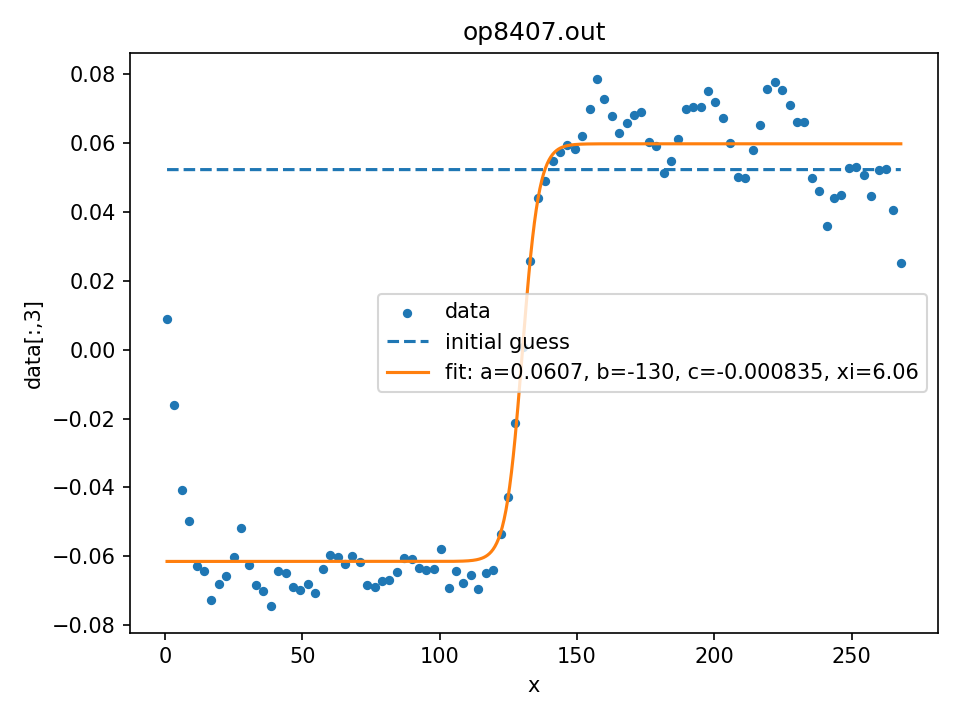 op8407.out
0.08
0.06
0.04
0.02
0.00
−0.02
−0.04
−0.06
−0.08
data[:,3]
data
initial guess
fit: a=0.0607, b=-130, c=-0.000835, xi=6.06
0 50 100 150 200 250
x